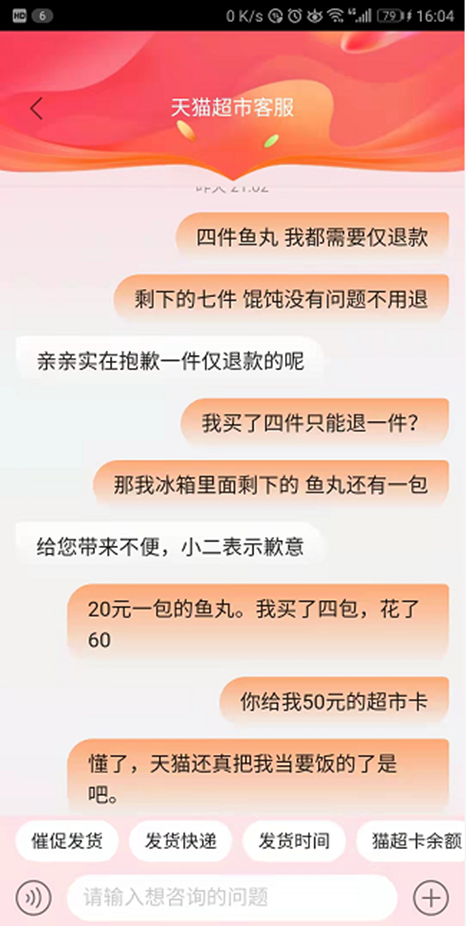 HD 6 0 K/s 79 16:04
天猫超市客服
四件鱼丸 我都需要仅退款
剩下的七件 馄饨没有问题不用退
亲亲实在抱歉一件仅退款的呢
我买了四件只能退一件？
那我冰箱里面剩下的 鱼丸还有一包
给您带来不便，小二表示歉意
20元一包的鱼丸。我买了四包，花了
60
你给我50元的超市卡
懂了，天猫还真把我当要饭的了是
吧。
催促发货 发货快递 发货时间 猫超卡余额
请输入想咨询的问题